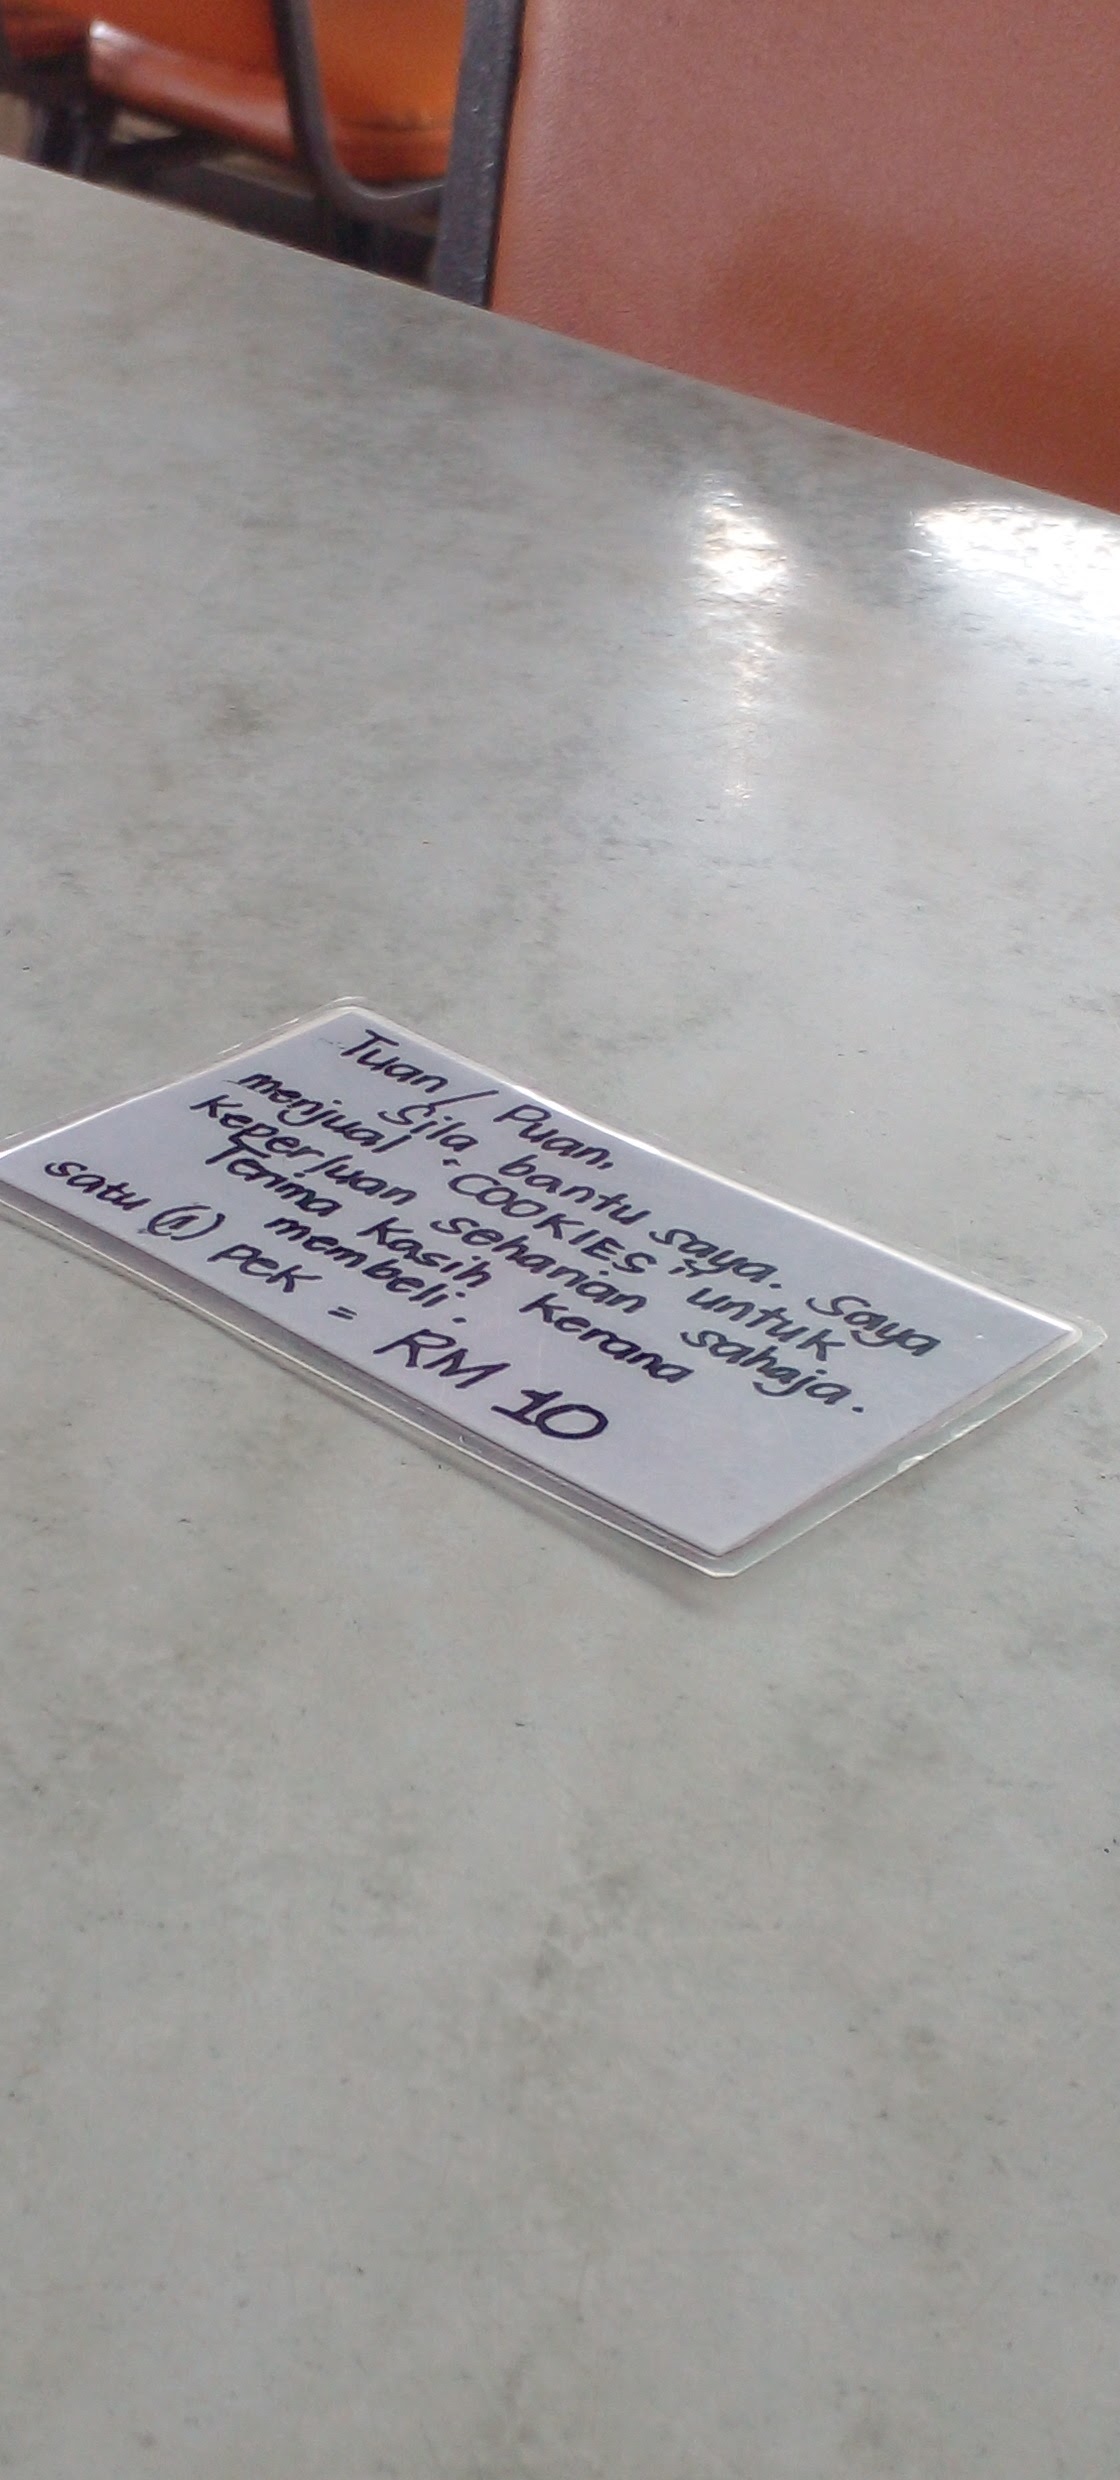 Tuan / Puan,
Sila bantu saya. Saya
menjual "COOKIES" untuk
Keperluan seharian sahaja.
Terima Kasih Kerana
membeli.
satu (1) pek = RM 10